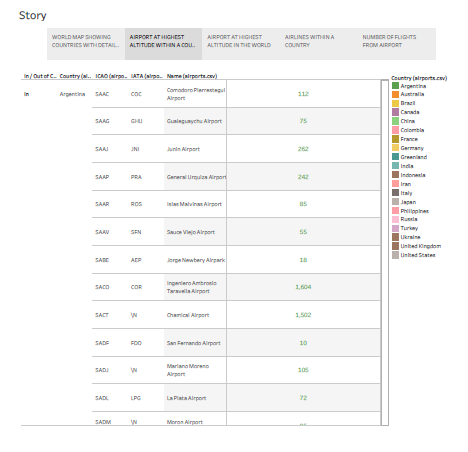 Story
WORLD MAP SHOWING
COUNTRIES WITH DETAIL..
AIRPORT AT HIGHEST
ALTITUDE WITHIN A COU..
AIRPORT AT HIGHEST
ALTITUDE IN THE WORLD
AIRLINES WITHIN A
COUNTRY
NUMBER OF FLIGHTS
FROM AIRPORT
In / Out of C.. Country (ai.. ICAO (airpo.. IATA (airpo.. Name (airports.csv)
In Argentina SAAC COC Comodoro Pierrestegui
Airport 112
SAAG GHU Gualeguaychu Airport 75
SAAJ JNI Junin Airport 262
SAAP PRA General Urquiza Airport 242
SAAR ROS Islas Malvinas Airport 85
SAAV SFN Sauce Viejo Airport 55
SABE AEP Jorge Newbery Airpark 18
SACO COR Ingeniero Ambrosio
Taravella Airport 1,604
SACT \N Chamical Airport 1,502
SADF FDO San Fernando Airport 10
SADJ \N Mariano Moreno
Airport 105
SADL LPG La Plata Airport 72
SADM \N Moron Airport
Country (airports.csv)
Argentina
Australia
Brazil
Canada
China
Colombia
France
Germany
Greenland
India
Indonesia
Iran
Italy
Japan
Philippines
Russia
Turkey
Ukraine
United Kingdom
United States